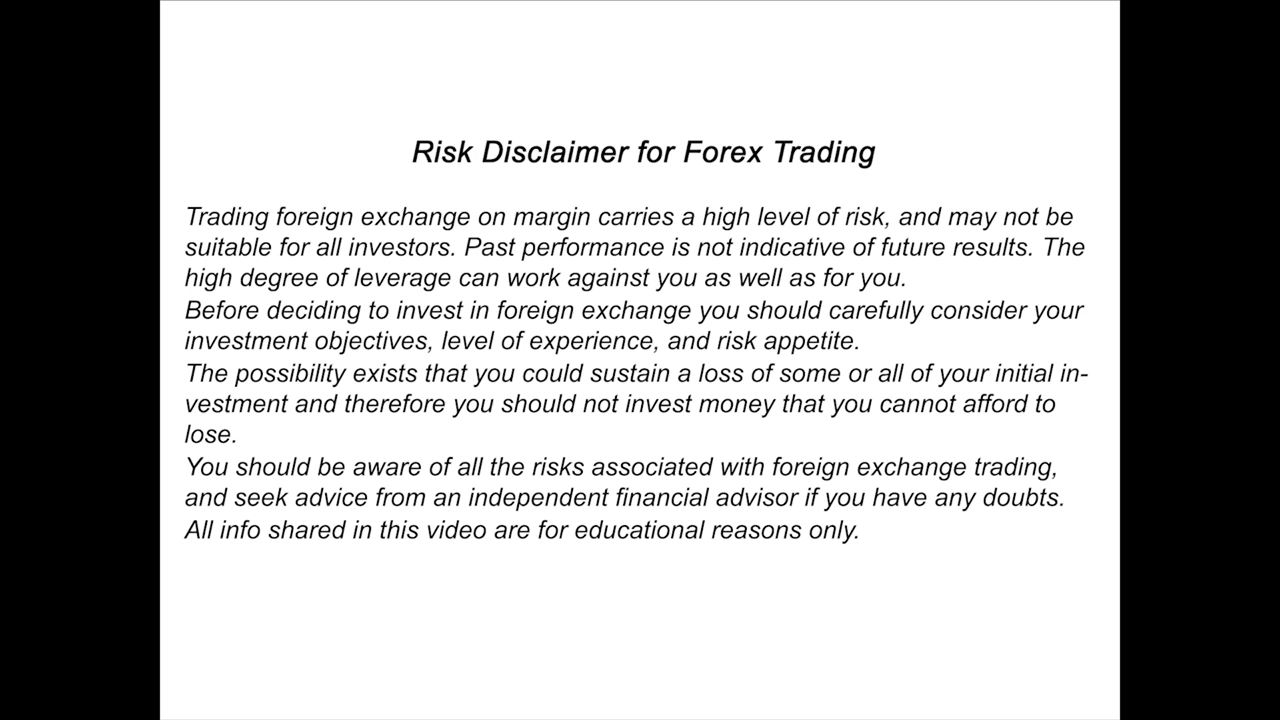 Risk Disclaimer for Forex Trading
Trading foreign exchange on margin carries a high level of risk, and may not be
suitable for all investors. Past performance is not indicative of future results. The
high degree of leverage can work against you as well as for you.
Before deciding to invest in foreign exchange you should carefully consider your
investment objectives, level of experience, and risk appetite.
The possibility exists that you could sustain a loss of some or all of your initial in-
vestment and therefore you should not invest money that you cannot afford to
lose.
You should be aware of all the risks associated with foreign exchange trading,
and seek advice from an independent financial advisor if you have any doubts.
All info shared in this video are for educational reasons only.